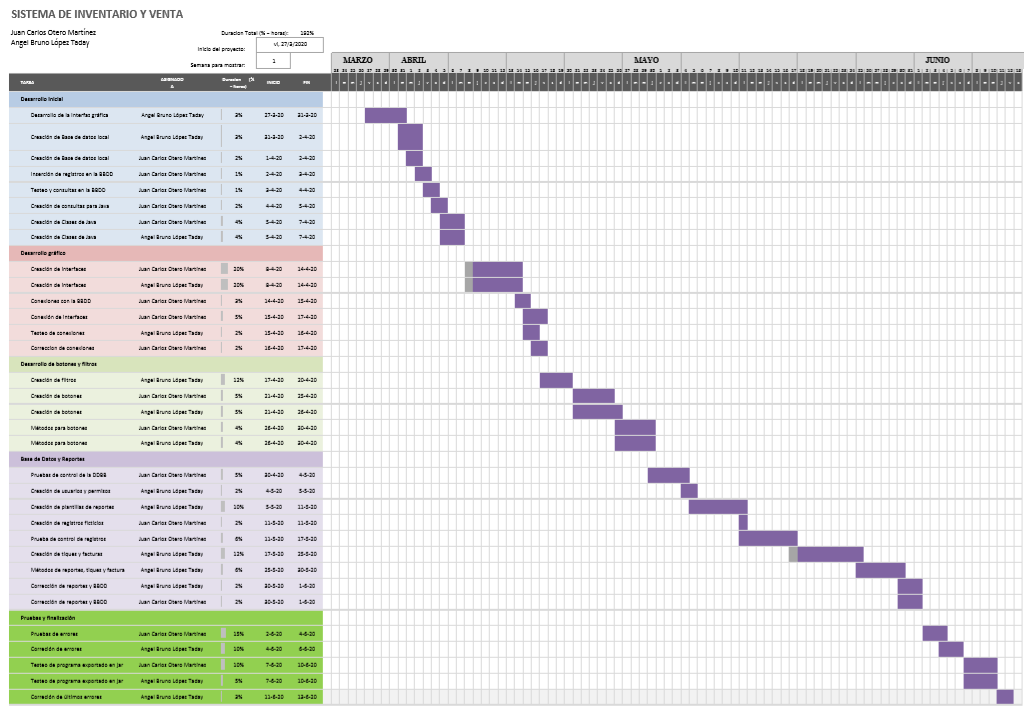 SISTEMA DE INVENTARIO Y VENTA
Juan Carlos Otero Martínez
Angel Bruno López Taday
Duracion Total (% – horas): 192%
Inicio del proyecto: vi, 27/3/2020
Semana para mostrar: 1
MARZO ABRIL MAYO JUNIO
TAREA ASIGNADO A Duracion (% – horas) INICIO FIN
Desarrollo Inicial
Desarrollo de la interfas gráfica Angel Bruno López Taday 3% 27-3-20 31-3-20
Creación de Base de datos local Angel Bruno López Taday 3% 31-3-20 2-4-20
Creación de Base de datos local Juan Carlos Otero Martínez 2% 1-4-20 2-4-20
Inserción de registros en la BBDD Juan Carlos Otero Martínez 1% 2-4-20 3-4-20
Testeo y consultas en la BBDD Juan Carlos Otero Martínez 1% 3-4-20 4-4-20
Creación de consultas para Java Juan Carlos Otero Martínez 2% 4-4-20 5-4-20
Creación de Clases de Java Juan Carlos Otero Martínez 4% 5-4-20 7-4-20
Creación de Clases de Java Angel Bruno López Taday 4% 5-4-20 7-4-20
Desarrollo gráfico
Creación de interfaces Juan Carlos Otero Martínez 20% 8-4-20 14-4-20
Creación de interfaces Angel Bruno López Taday 20% 8-4-20 14-4-20
Conexiones con la BBDD Juan Carlos Otero Martínez 3% 14-4-20 15-4-20
Conexión de interfaces Juan Carlos Otero Martínez 5% 15-4-20 17-4-20
Testeo de conexiones Angel Bruno López Taday 2% 15-4-20 16-4-20
Correccion de conexiones Juan Carlos Otero Martínez 2% 16-4-20 17-4-20
Desarrollo de botones y filtros
Creación de filtros Angel Bruno López Taday 12% 17-4-20 20-4-20
Creación de botones Juan Carlos Otero Martínez 5% 21-4-20 25-4-20
Creación de botones Angel Bruno López Taday 5% 21-4-20 26-4-20
Métodos para botones Juan Carlos Otero Martínez 4% 26-4-20 30-4-20
Métodos para botones Angel Bruno López Taday 4% 26-4-20 30-4-20
Base de Datos y Reportes
Pruebas de control de la DDBB Juan Carlos Otero Martínez 5% 30-4-20 4-5-20
Creación de usuarios y permisos Angel Bruno López Taday 2% 4-5-20 5-5-20
Creación de plantillas de reportes Angel Bruno López Taday 10% 5-5-20 11-5-20
Creación de registros ficticios Juan Carlos Otero Martínez 2% 11-5-20 11-5-20
Prueba de control de registros Juan Carlos Otero Martínez 6% 11-5-20 17-5-20
Creación de tiques y facturas Angel Bruno López Taday 12% 17-5-20 25-5-20
Métodos de reportes, tiques y factura Angel Bruno López Taday 6% 25-5-20 30-5-20
Corrección de reportes y BBDD Angel Bruno López Taday 2% 30-5-20 1-6-20
Corrección de reportes y BBDD Juan Carlos Otero Martínez 2% 30-5-20 1-6-20
Pruebas y finalización
Pruebas de errores Juan Carlos Otero Martínez 15% 2-6-20 4-6-20
Correción de errores Angel Bruno López Taday 10% 4-6-20 6-6-20
Testeo de programa exportado en jar Juan Carlos Otero Martínez 10% 7-6-20 10-6-20
Testeo de programa exportado en jar Angel Bruno López Taday 5% 7-6-20 10-6-20
Correción de últimos errores Angel Bruno López Taday 3% 11-6-20 13-6-20